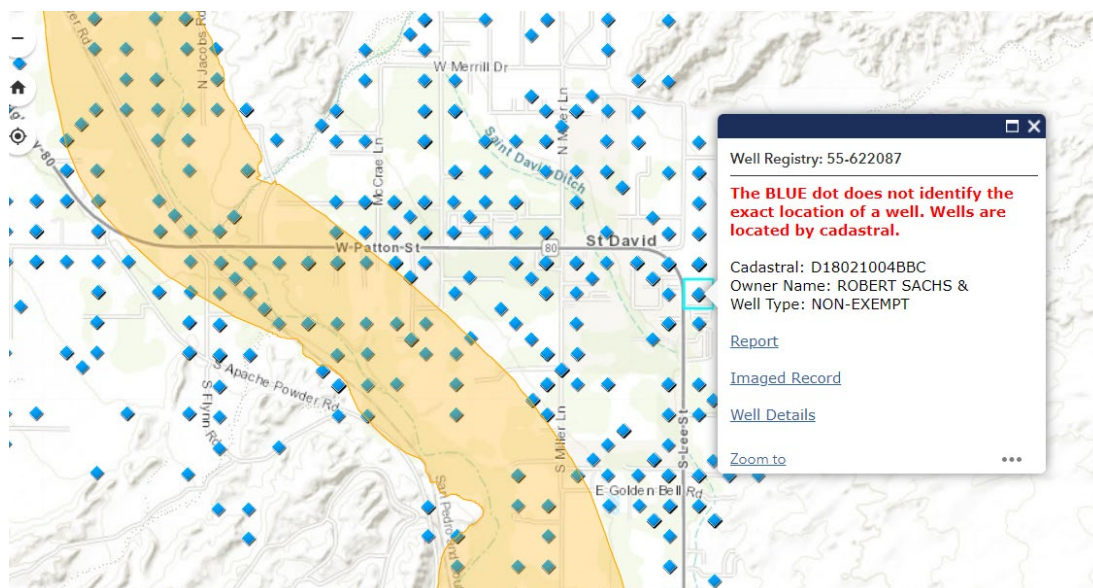 N Jacobs Rd
W Merrill Dr
N Miller Ln
Saint David Ditch
McCrae Ln
y-80
W Patton St
80
St David
S Apache Powder Rd
S Flynn Rd
S Miller Ln
S Lee St
E Golden Bell Rd
San Pedro and
Well Registry: 55-622087
The BLUE dot does not identify the
exact location of a well. Wells are
located by cadastral.
Cadastral: D18021004BBC
Owner Name: ROBERT SACHS &
Well Type: NON-EXEMPT
Report
Imaged Record
Well Details
Zoom to